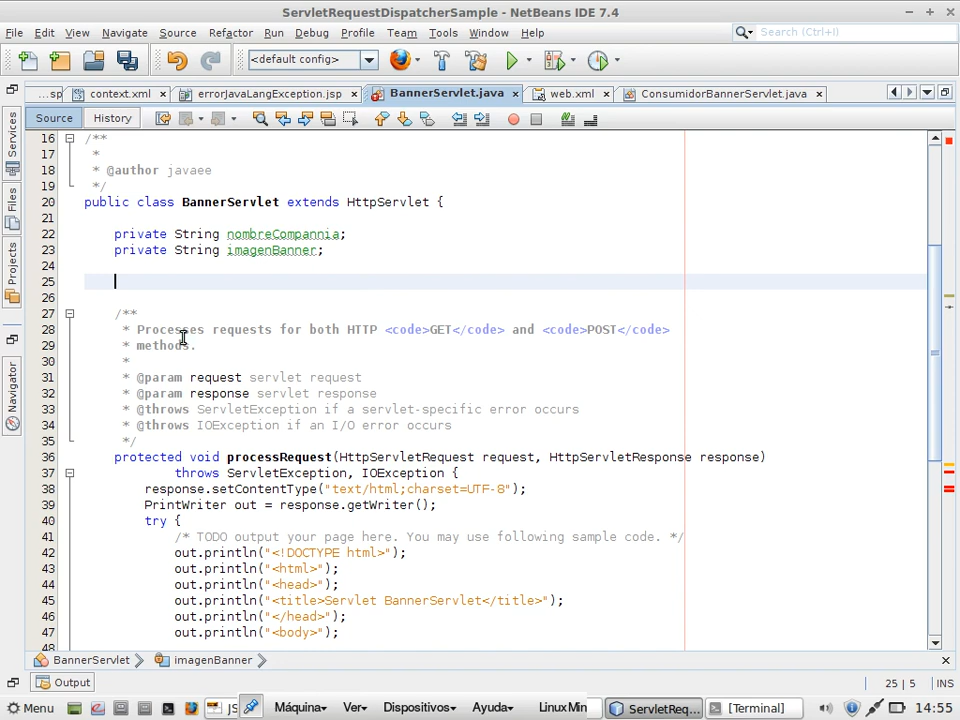 ServletRequestDispatcherSample - NetBeans IDE 7.4
File Edit View Navigate Source Refactor Run Debug Profile Team Tools Window Help
Search (Ctrl+I)
<default config>
...sp context.xml errorJavaLangException.jsp BannerServlet.java web.xml ConsumidorBannerServlet.java
Source History
Services
Files
Projects
Navigator
16 /**
17 *
18 * @author javaee
19 */
20 public class BannerServlet extends HttpServlet {
21
22 private String nombreCompannia;
23 private String imagenBanner;
24
25
26
27 /**
28 * Processes requests for both HTTP <code>GET</code> and <code>POST</code>
29 * methods.
30 *
31 * @param request servlet request
32 * @param response servlet response
33 * @throws ServletException if a servlet-specific error occurs
34 * @throws IOException if an I/O error occurs
35 */
36 protected void processRequest(HttpServletRequest request, HttpServletResponse response)
37 throws ServletException, IOException {
38 response.setContentType("text/html;charset=UTF-8");
39 PrintWriter out = response.getWriter();
40 try {
41 /* TODO output your page here. You may use following sample code. */
42 out.println("<!DOCTYPE html>");
43 out.println("<html>");
44 out.println("<head>");
45 out.println("<title>Servlet BannerServlet</title>");
46 out.println("</head>");
47 out.println("<body>");
48
BannerServlet imagenBanner
Output
25 | 5 INS
Menu JS Máquina Ver Dispositivos Ayuda LinuxMin ServletReq... [Terminal] 14:55